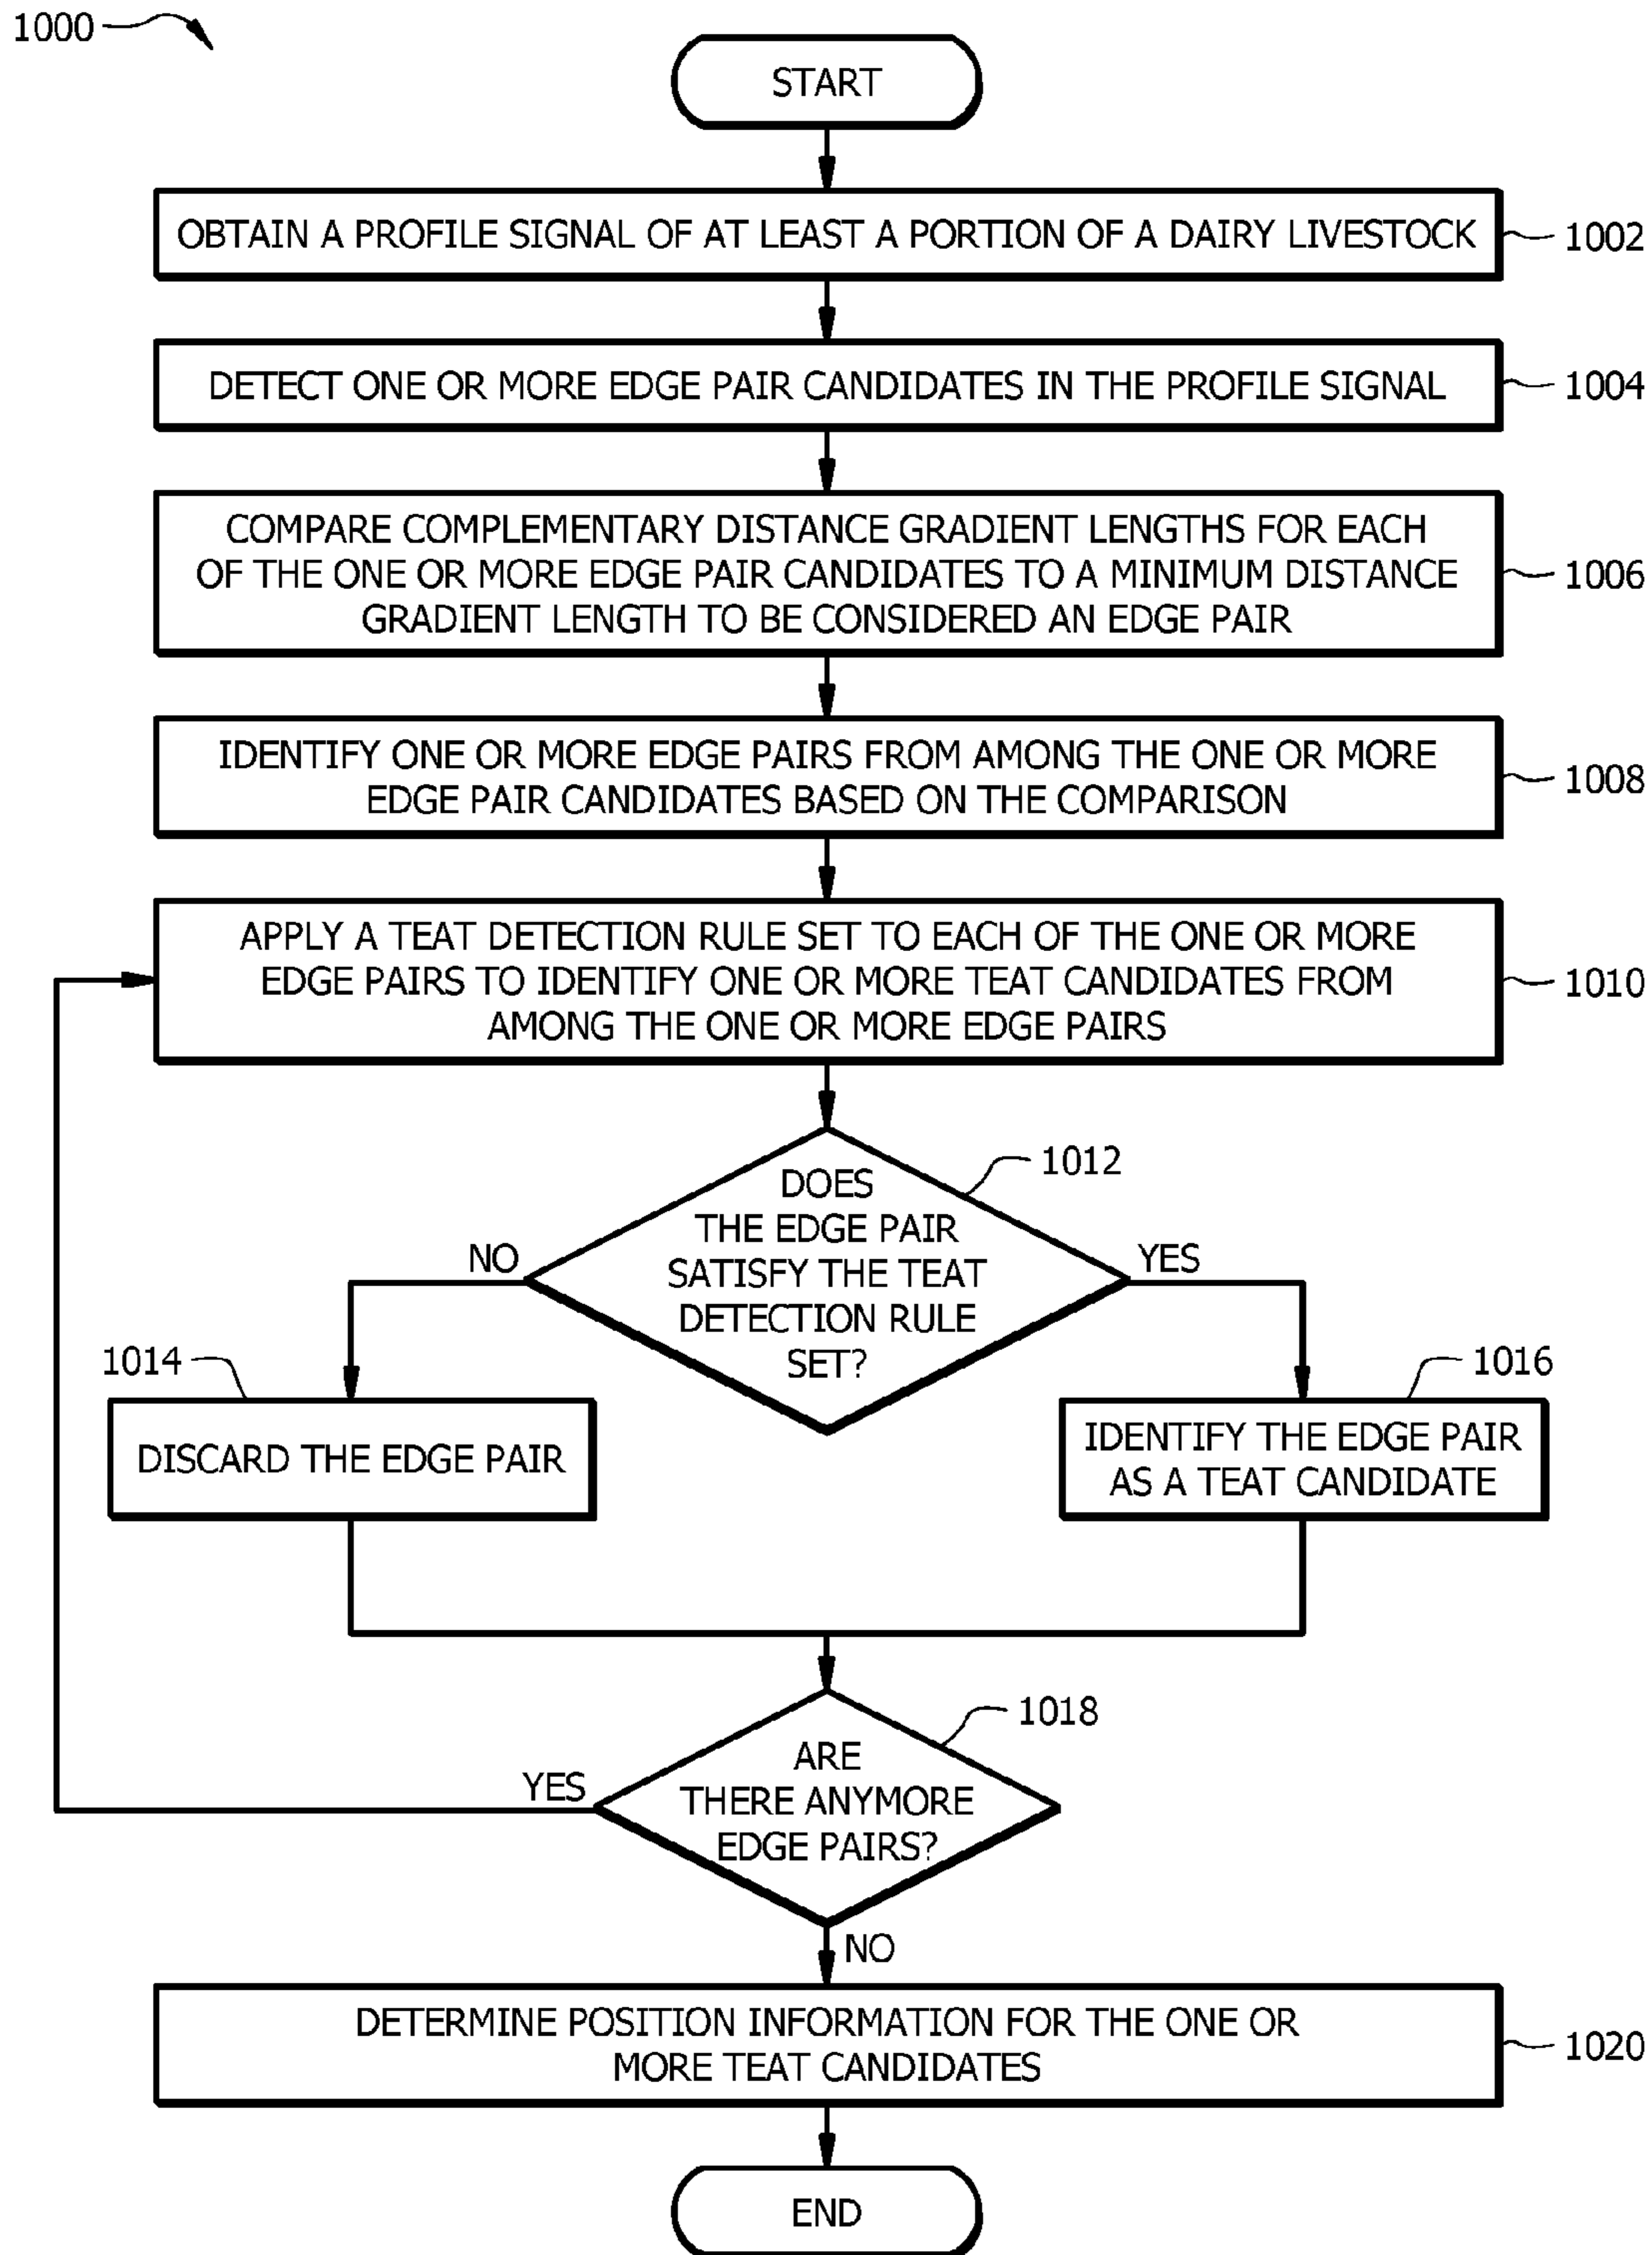 1000
START
OBTAIN A PROFILE SIGNAL OF AT LEAST A PORTION OF A DAIRY LIVESTOCK
1002
DETECT ONE OR MORE EDGE PAIR CANDIDATES IN THE PROFILE SIGNAL
1004
COMPARE COMPLEMENTARY DISTANCE GRADIENT LENGTHS FOR EACH
OF THE ONE OR MORE EDGE PAIR CANDIDATES TO A MINIMUM DISTANCE
GRADIENT LENGTH TO BE CONSIDERED AN EDGE PAIR
1006
IDENTIFY ONE OR MORE EDGE PAIRS FROM AMONG THE ONE OR MORE
EDGE PAIR CANDIDATES BASED ON THE COMPARISON
1008
APPLY A TEAT DETECTION RULE SET TO EACH OF THE ONE OR MORE
EDGE PAIRS TO IDENTIFY ONE OR MORE TEAT CANDIDATES FROM
AMONG THE ONE OR MORE EDGE PAIRS
1010
DOES
THE EDGE PAIR
SATISFY THE TEAT
DETECTION RULE
SET?
1012
NO
YES
1014
DISCARD THE EDGE PAIR
1016
IDENTIFY THE EDGE PAIR
AS A TEAT CANDIDATE
ARE
THERE ANYMORE
EDGE PAIRS?
1018
YES
NO
DETERMINE POSITION INFORMATION FOR THE ONE OR
MORE TEAT CANDIDATES
1020
END